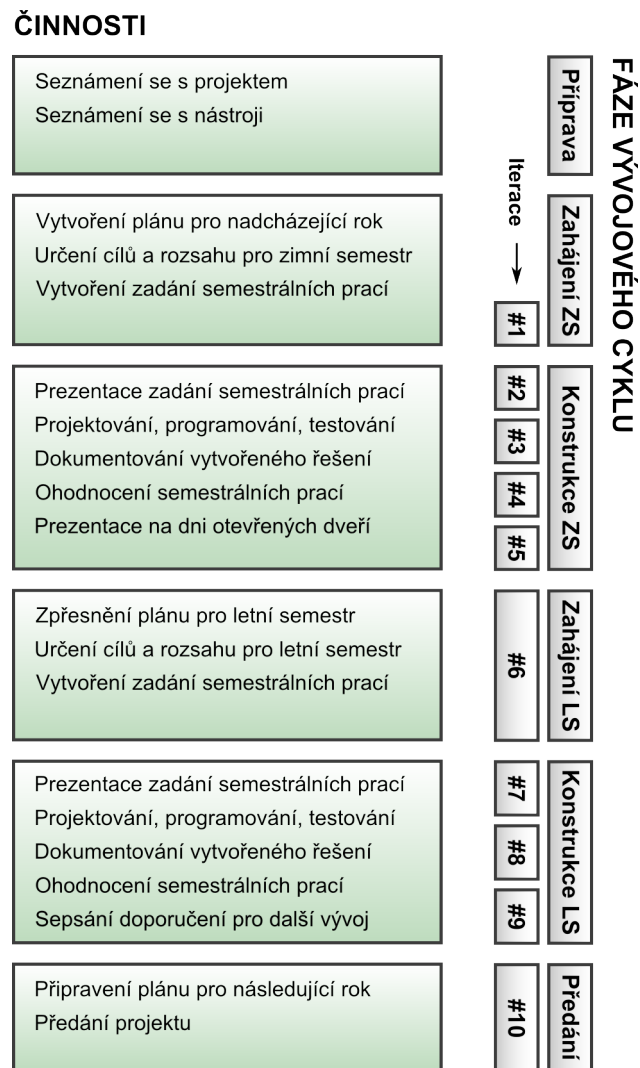 ČINNOSTI
FÁZE VÝVOJOVÉHO CYKLU
Seznámení se s projektem
Seznámení se s nástroji
Příprava
Iterace
Vytvoření plánu pro nadcházející rok
Určení cílů a rozsahu pro zimní semestr
Vytvoření zadání semestrálních prací
#1
Zahájení ZS
Prezentace zadání semestrálních prací
Projektování, programování, testování
Dokumentování vytvořeného řešení
Ohodnocení semestrálních prací
Prezentace na dni otevřených dveří
#2
#3
#4
#5
Konstrukce ZS
Zpřesnění plánu pro letní semestr
Určení cílů a rozsahu pro letní semestr
Vytvoření zadání semestrálních prací
#6
Zahájení LS
Prezentace zadání semestrálních prací
Projektování, programování, testování
Dokumentování vytvořeného řešení
Ohodnocení semestrálních prací
Sepsání doporučení pro další vývoj
#7
#8
#9
Konstrukce LS
Připravení plánu pro následující rok
Předání projektu
#10
Předání